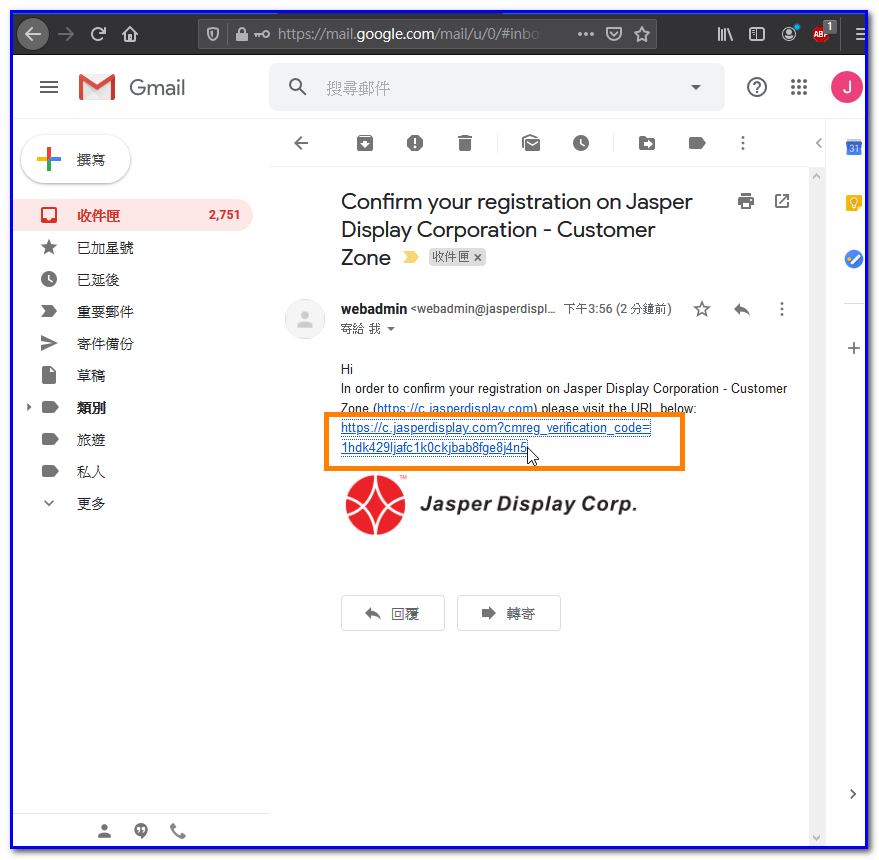 https://mail.google.com/mail/u/0/#inbo
ABP
1
Gmail
搜尋郵件
J
撰寫
31
收件匣 2,751
已加星號
已延後
重要郵件
寄件備份
草稿
類別
旅遊
私人
更多
Confirm your registration on Jasper
Display Corporation - Customer
Zone 收件匣 x
webadmin <webadmin@jasperdispl... 下午3:56 (2 分鐘前)
寄給 我
Hi
In order to confirm your registration on Jasper Display Corporation - Customer
Zone (https://c.jasperdisplay.com) please visit the URL below:
https://c.jasperdisplay.com?cmreg_verification_code=
1hdk429ljafc1k0ckjbab8fge8j4n5
Jasper Display Corp.
TM
回覆
轉寄